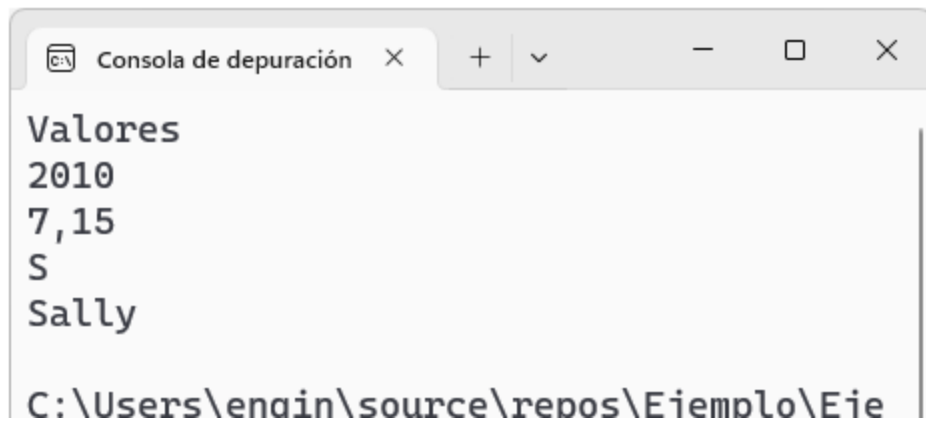 Consola de depuración
Valores
2010
7,15
S
Sally
C:\Users\engin\source\repos\Ejemplo\Eje